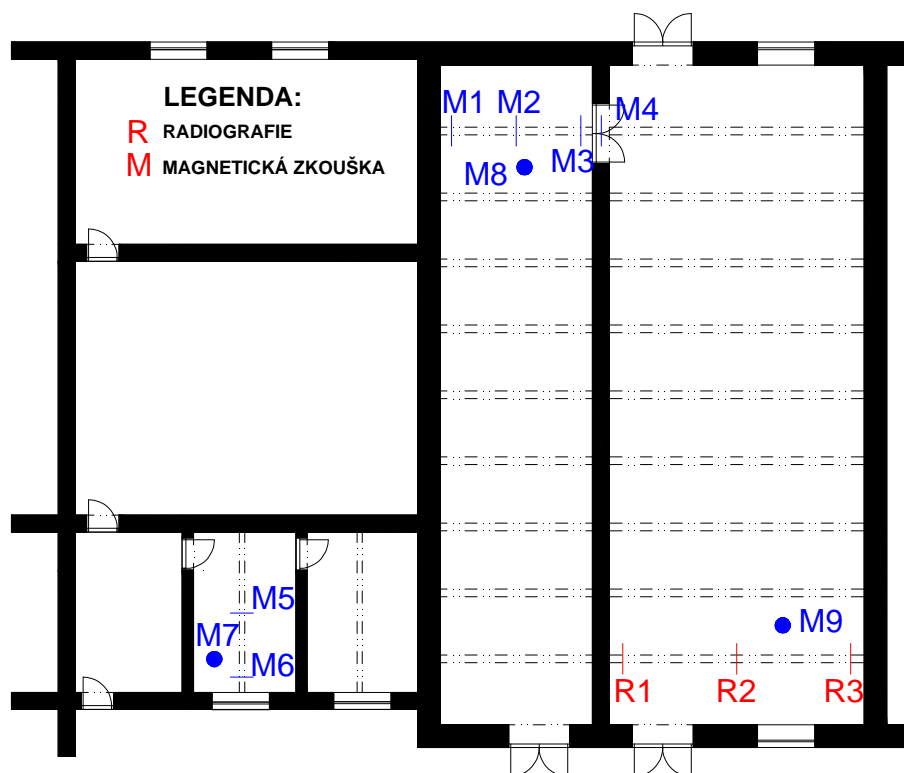 LEGENDA:
R RADIOGRAFIE
M MAGNETICKÁ ZKOUŠKA
M1 M2 M4
M3
M8
M5
M7
M6
M9
R1 R2 R3